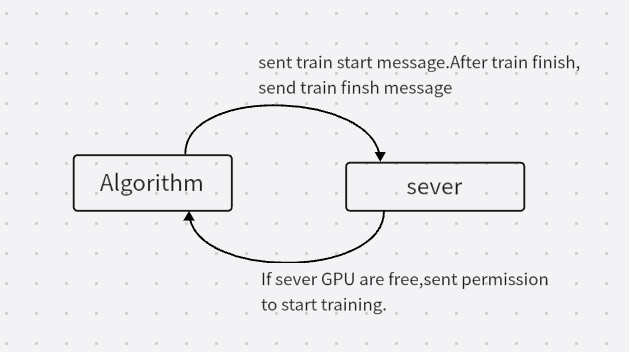 sent train start message.After train finish,
send train finsh message
Algorithm
sever
If sever GPU are free,sent permission
to start training.